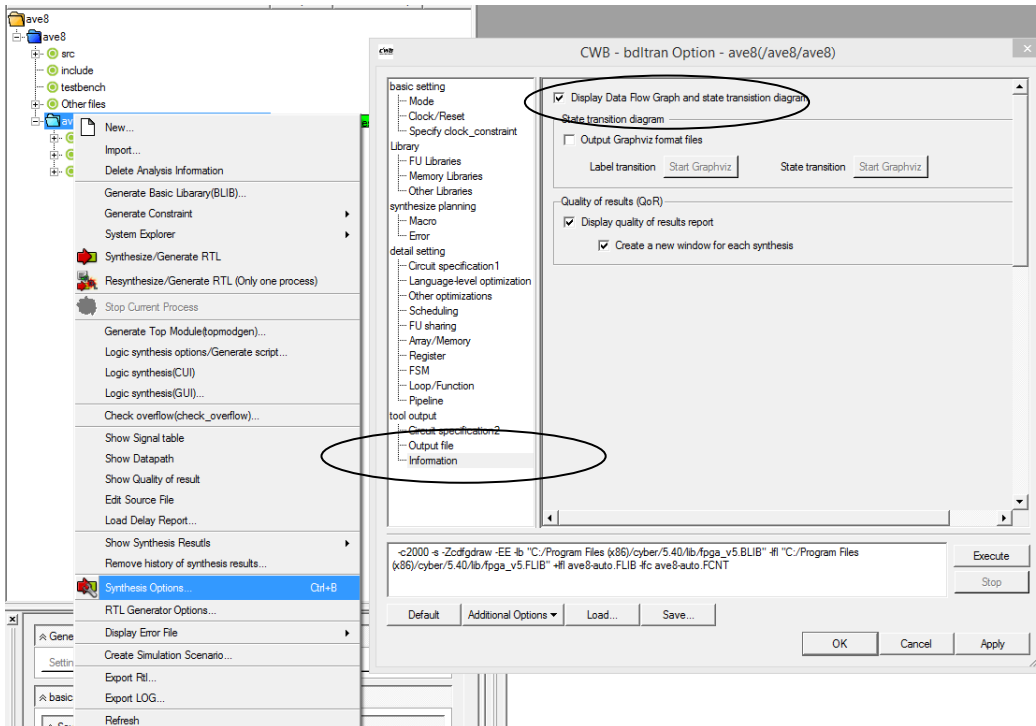 ave8
ave8
src
include
testbench
Other files
New...
Import...
Delete Analysis Information
Generate Basic Libarary(BLIB)...
Generate Constraint
System Explorer
Synthesize/Generate RTL
Resynthesize/Generate RTL (Only one process)
Stop Current Process
Generate Top Module(topmodgen)...
Logic synthesis options/Generate script...
Logic synthesis(CUI)
Logic synthesis(GUI)...
Check overflow(check_overflow)...
Show Signal table
Show Datapath
Show Quality of result
Edit Source File
Load Delay Report...
Show Synthesis Resutls
Remove history of synthesis results...
Synthesis Options... Ctrl+B
RTL Generator Options...
Display Error File
Create Simulation Scenario...
Export Rtl...
Export LOG...
Refresh
Gene
Settin
basic
CWB
CWB - bdltran Option - ave8(/ave8/ave8)
basic setting
Mode
Clock/Reset
Specify clock_constraint
Library
FU Libraries
Memory Libraries
Other Libraries
synthesize planning
Macro
Error
detail setting
Circuit specification1
Language-level optimization
Other optimizations
Scheduling
FU sharing
Array/Memory
Register
FSM
Loop/Function
Pipeline
tool output
Circuit specification2
Output file
Information
Display Data Flow Graph and state transistion diagram
State transition diagram
Output Graphviz format files
Label transition Start Graphviz State transition Start Graphviz
Quality of results (QoR)
Display quality of results report
Create a new window for each synthesis
-c2000 -s -Zcdfgdraw -EE -lb "C:/Program Files (x86)/cyber/5.40/lib/fpga_v5.BLIB" -lfl "C:/Program Files
(x86)/cyber/5.40/lib/fpga_v5.FLIB" +lfl ave8-auto.FLIB -lfc ave8-auto.FCNT
Execute
Stop
Default Additional Options Load... Save...
OK Cancel Apply